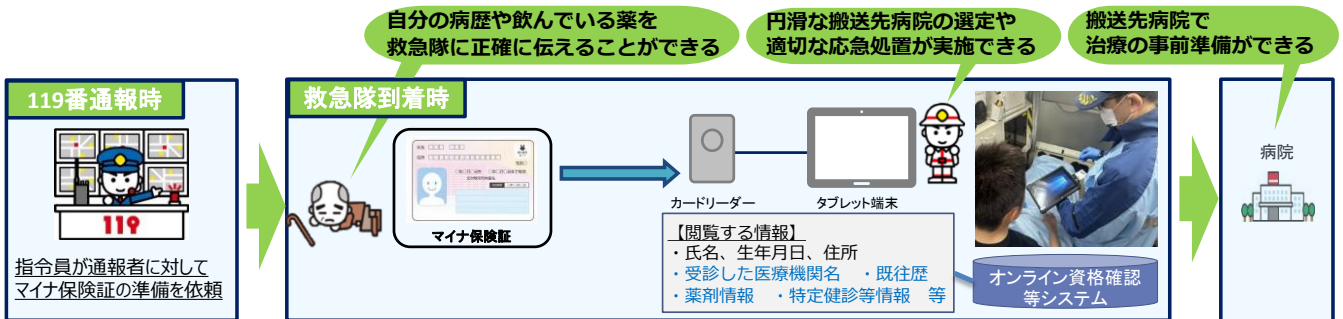 自分の病歴や飲んでいる薬を
救急隊に正確に伝えることができる
円滑な搬送先病院の選定や
適切な応急処置が実施できる
搬送先病院で
治療の事前準備ができる
119番通報時
119
指令員が通報者に対して
マイナ保険証の準備を依頼
救急隊到着時
マイナ保険証
カードリーダー
タブレット端末
【閲覧する情報】
・氏名、生年月日、住所
・受診した医療機関名　・既往歴
・薬剤情報　・特定健診等情報　等
オンライン資格確認
等システム
病院